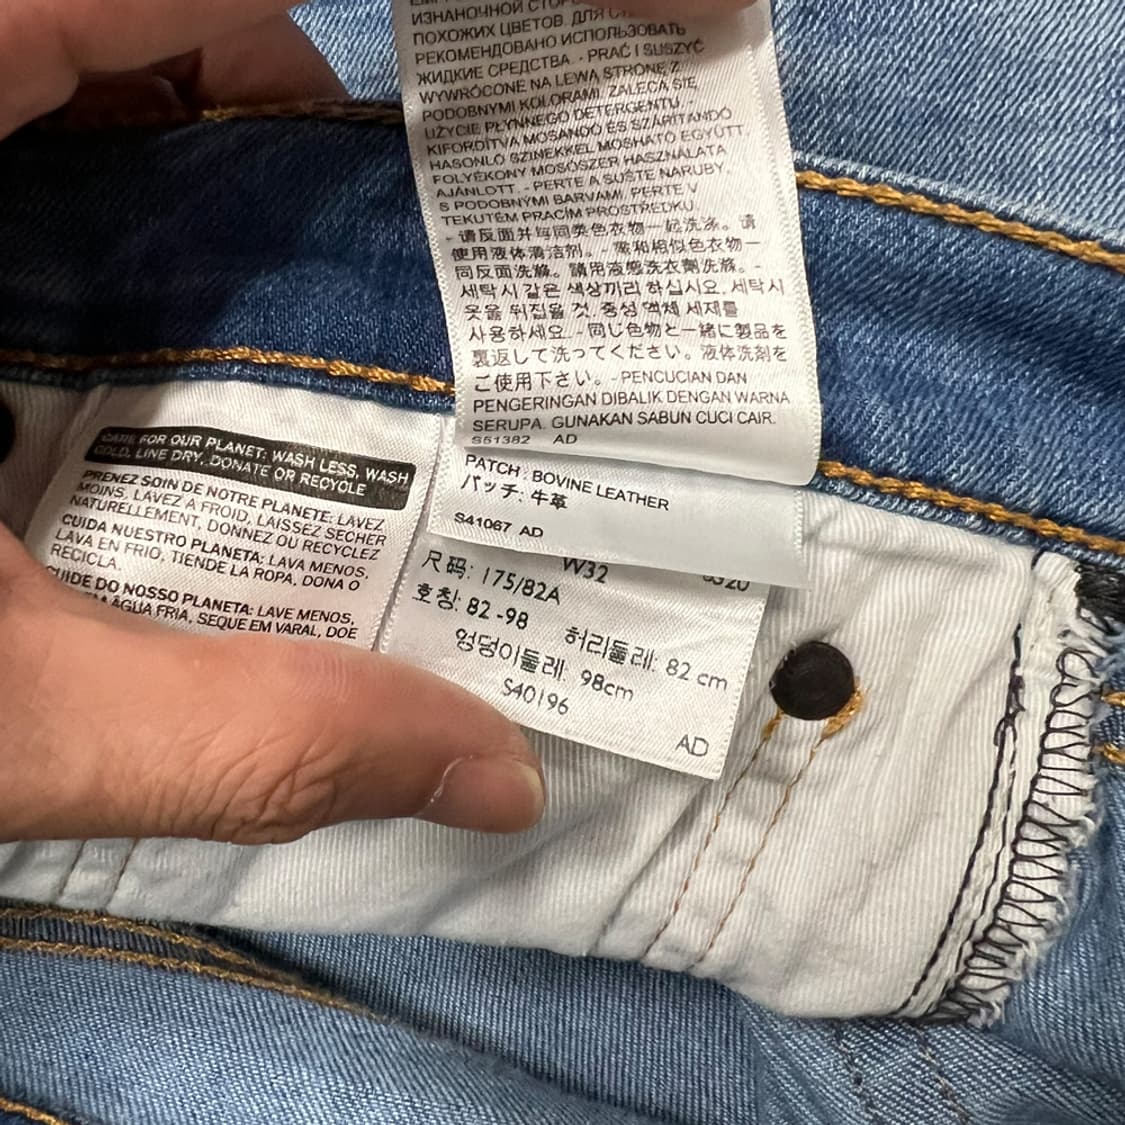 ИЗНАНОЧНОЙ
ПОХОЖИХ ЦВЕТОВ. ДЛЯ
РЕКОМЕНДОВАНО ИСПОЛЬЗОВАТЬ
ЖИДКИЕ СРЕДСТВА. - PRAĆ I SUSZYĆ
WYWRÓCONE NA LEWĄ STRONĘ Z
PODOBNYMI KOLORAMI. ZALECA SIĘ
UŻYCIE PŁYNNEGO DETERGENTU. -
KIFORDÍTVA MOSANDÓ ÉS SZÁRÍTANDÓ
HASONLÓ SZÍNEKKEL MOSHATÓ EGYÜTT.
FOLYÉKONY MOSÓSZER HASZNÁLATA
AJÁNLOTT. - PERTE A SUŠTE NARUBY,
S PODOBNÝMI BARVAMI. PERTE V
TEKUTÉM PRACÍM PROSTŘEDKU.
- 请反面并与同类色衣物一起洗涤。请
使用液体清洁剂。- 需和相似色衣物一
同反面洗滌。請用液態洗衣劑洗滌。-
세탁시 같은 색상끼리 하십시요. 세탁시
옷을 뒤집을 것. 중성 액체 세제를
사용하세요. - 同じ色物と一緒に製品を
裏返して洗ってください。液体洗剤を
ご使用下さい。- PENCUCIAN DAN
PENGERINGAN DIBALIK DENGAN WARNA
SERUPA. GUNAKAN SABUN CUCI CAIR.
S51382 AD
PATCH : BOVINE LEATHER
パッチ: 牛革
S41067 AD
W32
尺码: 175/82A
호칭: 82-98
허리둘레: 82 cm
엉덩이둘레: 98cm
S40196
AD
CARE FOR OUR PLANET: WASH LESS, WASH
COLD, LINE DRY, DONATE OR RECYCLE
PRENEZ SOIN DE NOTRE PLANETE: LAVEZ
MOINS, LAVEZ A FROID, LAISSEZ SECHER
NATURELLEMENT, DONNEZ OU RECYCLEZ
CUIDA NUESTRO PLANETA: LAVA MENOS,
LAVA EN FRIO, TIENDE LA ROPA, DONA O
RECICLA.
CUIDE DO NOSSO PLANETA: LAVE MENOS,
EM ÁGUA FRIA, SEQUE EM VARAL, DOE